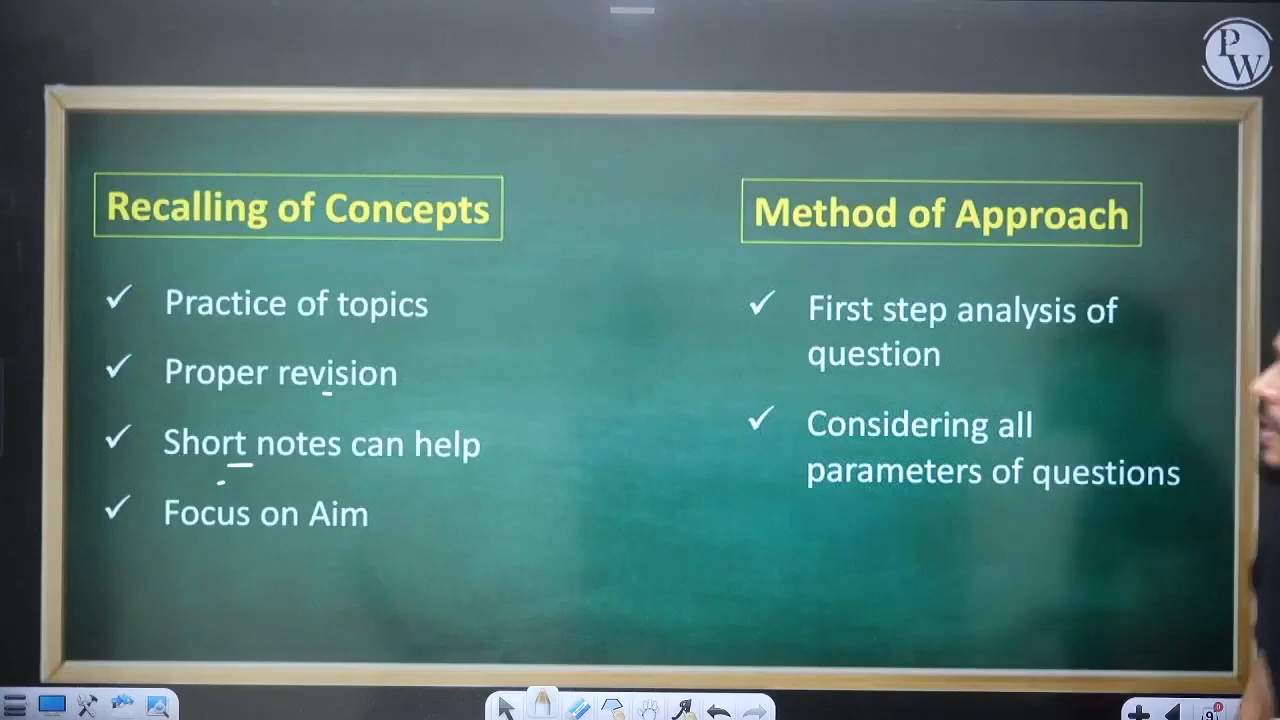 PW
Recalling of Concepts
✓ Practice of topics
✓ Proper revision
✓ Short notes can help
✓ Focus on Aim
Method of Approach
✓ First step analysis of
question
✓ Considering all
parameters of questions